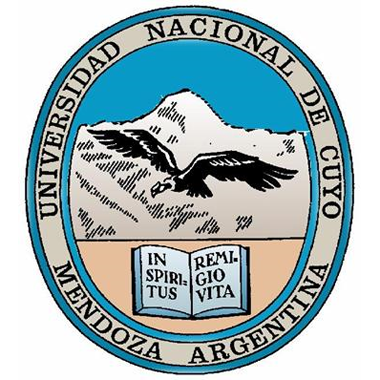 UNIVERSIDAD NACIONAL DE CUYO
IN
SPIRI-
TUS
REMI-
GIO
VITA
MENDOZA ARGENTINA